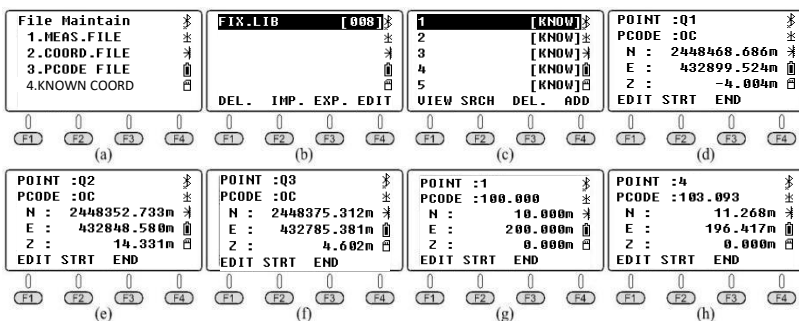 File Maintain
1.MEAS.FILE
2.COORD.FILE
3.PCODE FILE
4.KNOWN COORD
F1 F2 F3 F4
(a)
FIX.LIB [008]
DEL. IMP. EXP. EDIT
F1 F2 F3 F4
(b)
1 [KNOW]
2 [KNOW]
3 [KNOW]
4 [KNOW]
5 [KNOW]
VIEW SRCH DEL. ADD
F1 F2 F3 F4
(c)
POINT :Q1
PCODE :OC
N : 2448468.686m
E : 432899.524m
Z : -4.004m
EDIT STRT END
F1 F2 F3 F4
(d)
POINT :Q2
PCODE :OC
N : 2448352.733m
E : 432848.580m
Z : 14.331m
EDIT STRT END
F1 F2 F3 F4
(e)
POINT :Q3
PCODE :OC
N : 2448375.312m
E : 432785.381m
Z : 4.602m
EDIT STRT END
F1 F2 F3 F4
(f)
POINT :1
PCODE :100.000
N : 10.000m
E : 200.000m
Z : 0.000m
EDIT STRT END
F1 F2 F3 F4
(g)
POINT :4
PCODE :103.093
N : 11.268m
E : 196.417m
Z : 0.000m
EDIT STRT END
F1 F2 F3 F4
(h)